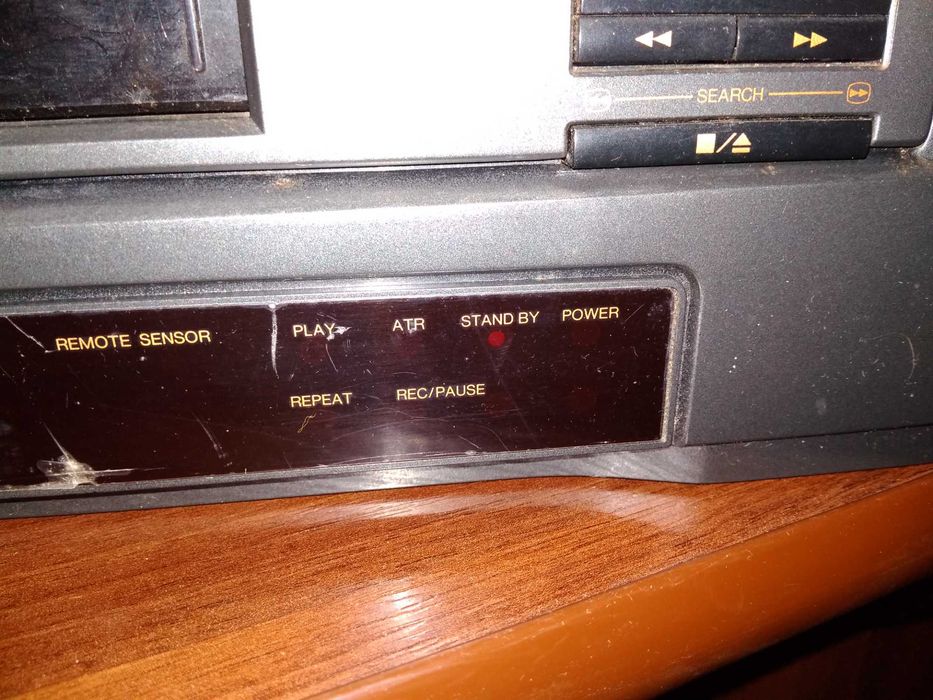 SEARCH
REMOTE SENSOR
PLAY ATR STAND BY POWER
REPEAT REC/PAUSE